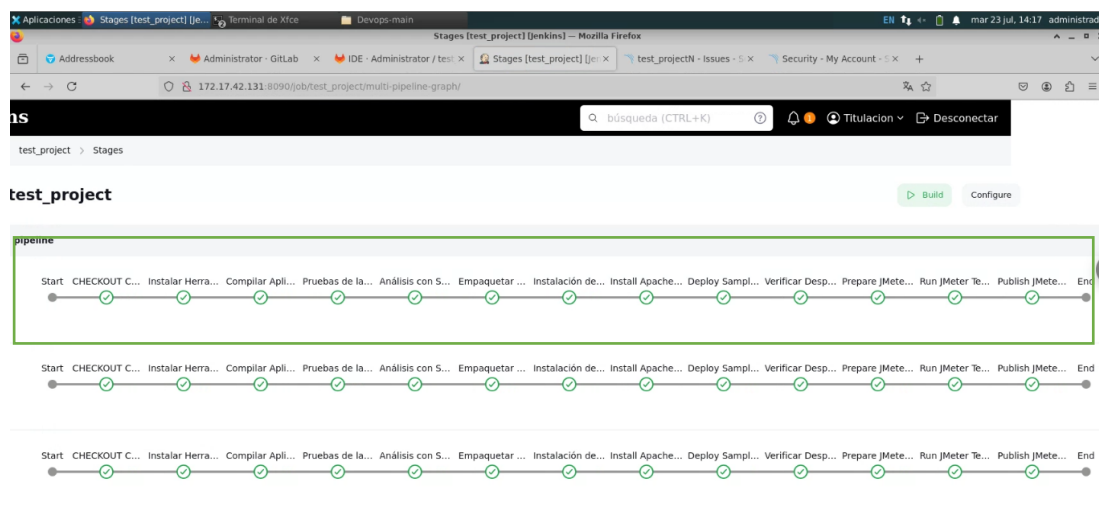 Aplicaciones Stages [test_project] [Je... Terminal de Xfce Devops-main EN mar 23 jul, 14:17 administrad
Stages [test_project] [Jenkins] — Mozilla Firefox
Addressbook × Administrator · GitLab × IDE · Administrator / test × Stages [test_project] [Jen × test_projectN - Issues - S × Security - My Account - S × +
172.17.42.131:8090/job/test_project/multi-pipeline-graph/
ns búsqueda (CTRL+K) 1 Titulacion Desconectar
test_project > Stages
test_project Build Configure
pipeline
Start CHECKOUT C... Instalar Herra... Compilar Apli... Pruebas de la... Análisis con S... Empaquetar ... Instalación de... Install Apache... Deploy Sampl... Verificar Desp... Prepare JMete... Run JMeter Te... Publish JMete... End
Start CHECKOUT C... Instalar Herra... Compilar Apli... Pruebas de la... Análisis con S... Empaquetar ... Instalación de... Install Apache... Deploy Sampl... Verificar Desp... Prepare JMete... Run JMeter Te... Publish JMete... End
Start CHECKOUT C... Instalar Herra... Compilar Apli... Pruebas de la... Análisis con S... Empaquetar ... Instalación de... Install Apache... Deploy Sampl... Verificar Desp... Prepare JMete... Run JMeter Te... Publish JMete... End